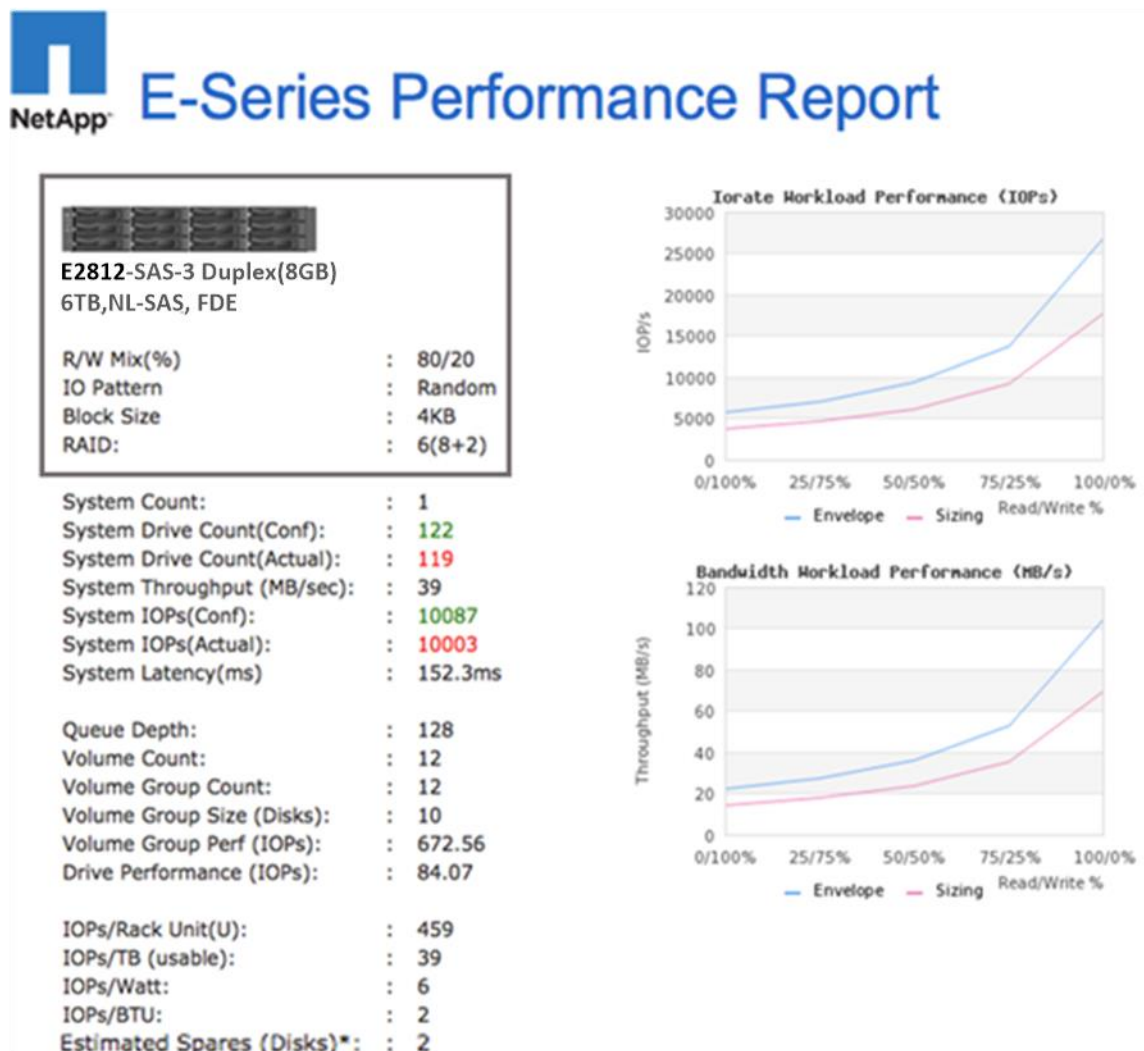 NetApp
E-Series Performance Report
E2812-SAS-3 Duplex(8GB)
6TB,NL-SAS, FDE
R/W Mix(%) : 80/20
IO Pattern : Random
Block Size : 4KB
RAID: : 6(8+2)
System Count: : 1
System Drive Count(Conf): : 122
System Drive Count(Actual): : 119
System Throughput (MB/sec): : 39
System IOPs(Conf): : 10087
System IOPs(Actual): : 10003
System Latency(ms) : 152.3ms
Queue Depth: : 128
Volume Count: : 12
Volume Group Count: : 12
Volume Group Size (Disks): : 10
Volume Group Perf (IOPs): : 672.56
Drive Performance (IOPs): : 84.07
IOPs/Rack Unit(U): : 459
IOPs/TB (usable): : 39
IOPs/Watt: : 6
IOPs/BTU: : 2
Estimated Spares (Disks)*: : 2
Iorate Workload Performance (IOPs)
IOP/s
30000
25000
20000
15000
10000
5000
0
0/100% 25/75% 50/50% 75/25% 100/0%
Read/Write %
Envelope Sizing
Bandwidth Workload Performance (MB/s)
Throughput (MB/s)
120
100
80
60
40
20
0
0/100% 25/75% 50/50% 75/25% 100/0%
Read/Write %
Envelope Sizing